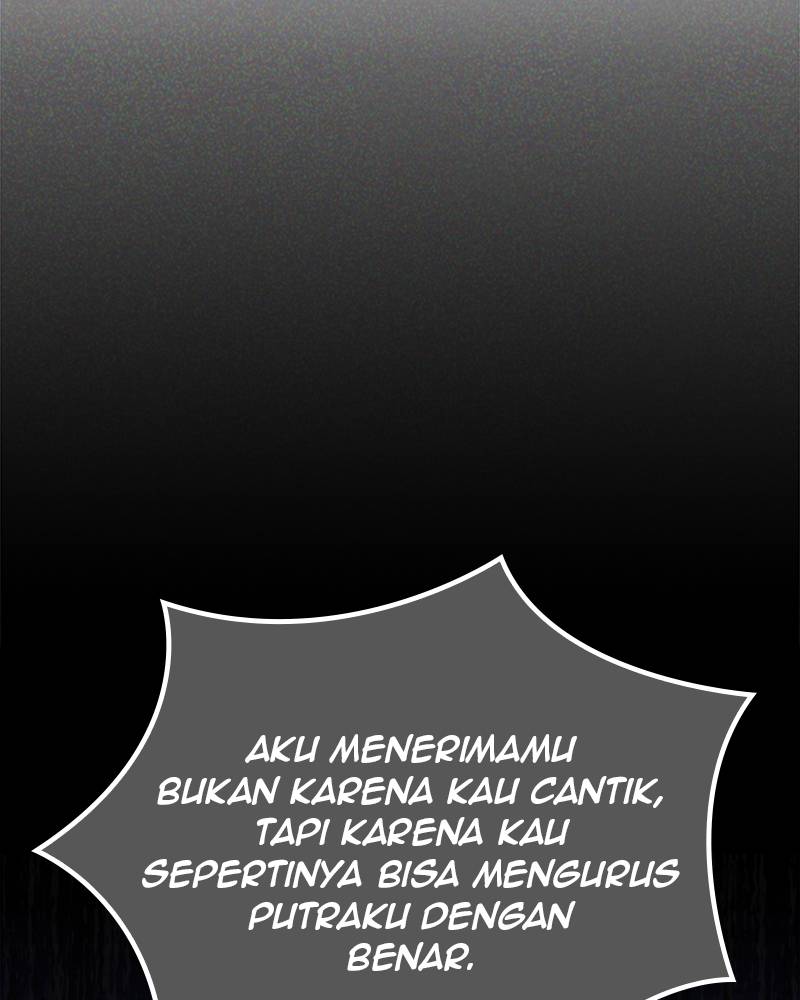 AKU MENERIMAMU
BUKAN KARENA KAU CANTIK,
TAPI KARENA KAU
SEPERTINYA BISA MENGURUS
PUTRAKU DENGAN
BENAR.